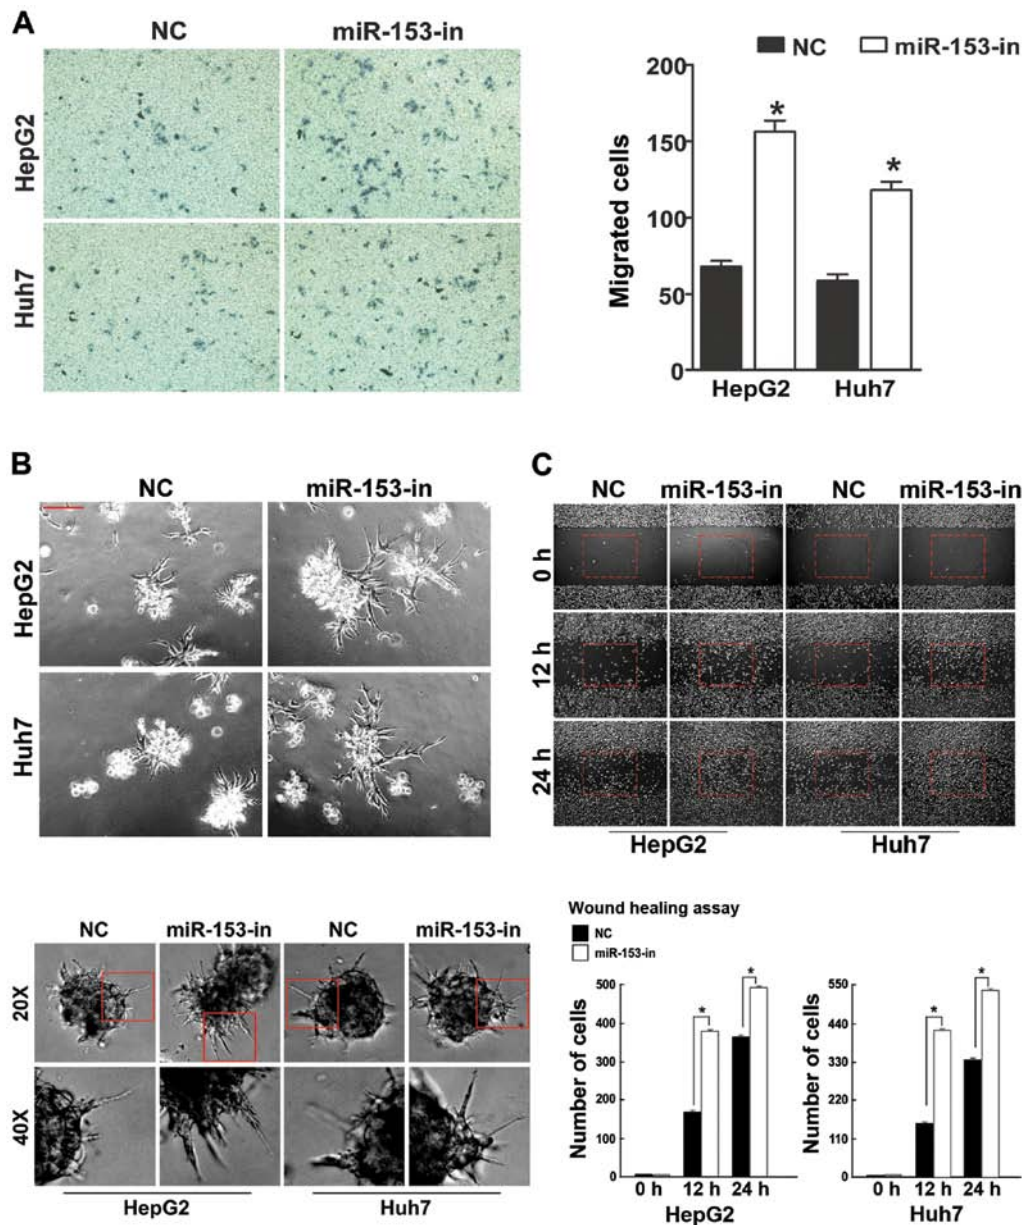 A
NC miR-153-in
HepG2
Huh7
NC miR-153-in
Migrated cells
200
150
100
50
0
*
*
HepG2 Huh7
B
NC miR-153-in
HepG2
Huh7
NC miR-153-in NC miR-153-in
20X
40X
HepG2 Huh7
C
NC miR-153-in NC miR-153-in
0 h
12 h
24 h
HepG2 Huh7
Wound healing assay
NC
miR-153-in
Number of cells
500
400
300
200
100
0
*
*
0 h 12 h 24 h
HepG2
Number of cells
550
440
330
220
110
0
*
*
0 h 12 h 24 h
Huh7